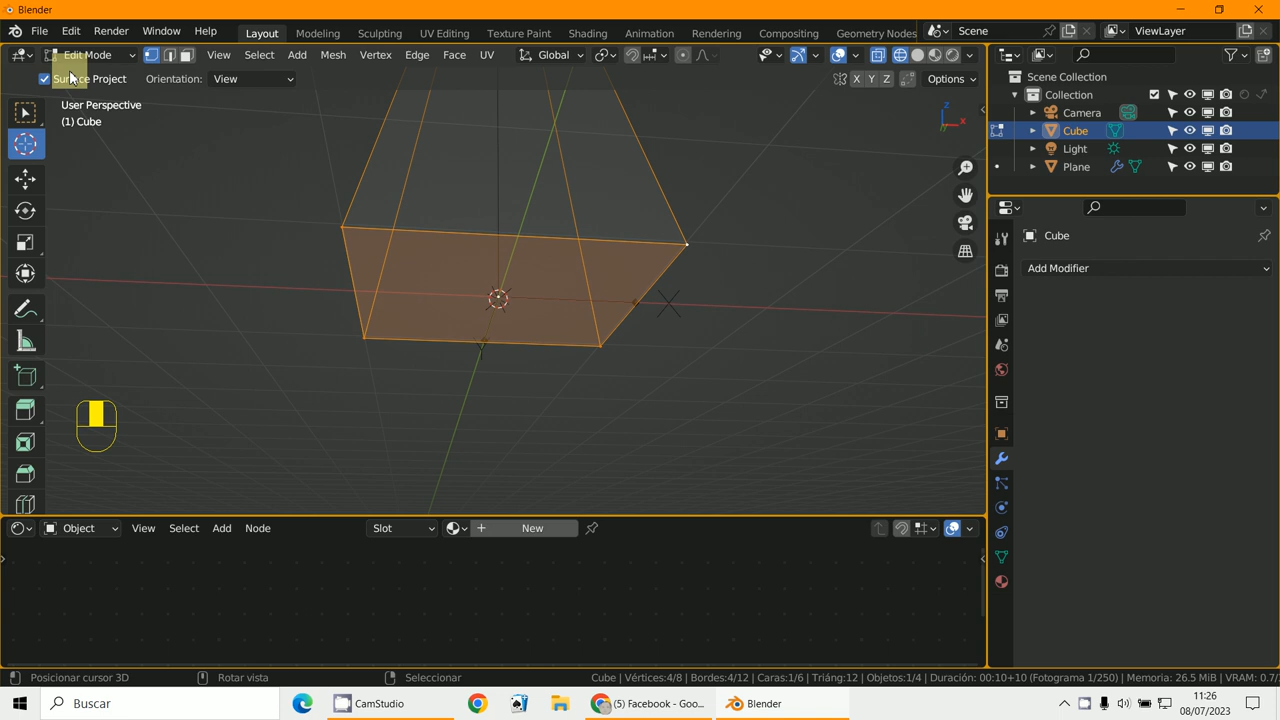 Blender
File Edit Render Window Help Layout Modeling Sculpting UV Editing Texture Paint Shading Animation Rendering Compositing Geometry Nodes Scene ViewLayer
Edit Mode View Select Add Mesh Vertex Edge Face UV Global
Surface Project Orientation: View X Y Z Options
User Perspective
(1) Cube
Z
X
Scene Collection
Collection
Camera
Cube
Light
Plane
Cube
Add Modifier
Object View Select Add Node Slot New
Posicionar cursor 3D Rotar vista Seleccionar Cube | Vértices:4/8 | Bordes:4/12 | Caras:1/6 | Triáng:12 | Objetos:1/4 | Duración: 00:10+10 (Fotograma 1/250) | Memoria: 26.5 MiB | VRAM: 0.7/
Buscar CamStudio (5) Facebook - Goo... Blender 11:26
08/07/2023